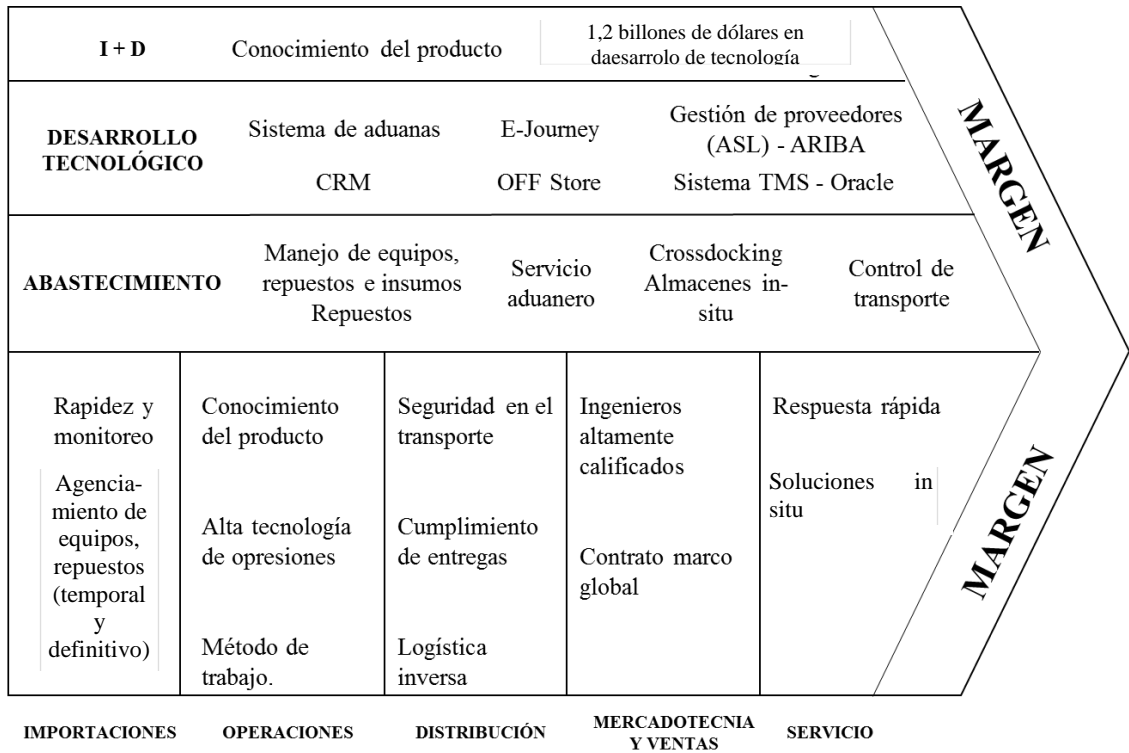 I + D
Conocimiento del producto
1,2 billones de dólares en
daesarrolo de tecnología
DESARROLLO
TECNOLÓGICO
Sistema de aduanas
E-Journey
Gestión de proveedores
(ASL) - ARIBA
CRM
OFF Store
Sistema TMS - Oracle
ABASTECIMIENTO
Manejo de equipos,
repuestos e insumos
Repuestos
Servicio
aduanero
Crossdocking
Almacenes in-
situ
Control de
transporte
MARGEN
Rapidez y
monitoreo
Agencia-
miento de
equipos,
repuestos
(temporal
y
definitivo)
Conocimiento
del producto
Alta tecnología
de opresiones
Método de
trabajo.
Seguridad en el
transporte
Cumplimiento
de entregas
Logística
inversa
Ingenieros
altamente
calificados
Contrato marco
global
Respuesta rápida
Soluciones in
situ
MARGEN
IMPORTACIONES
OPERACIONES
DISTRIBUCIÓN
MERCADOTECNIA
Y VENTAS
SERVICIO